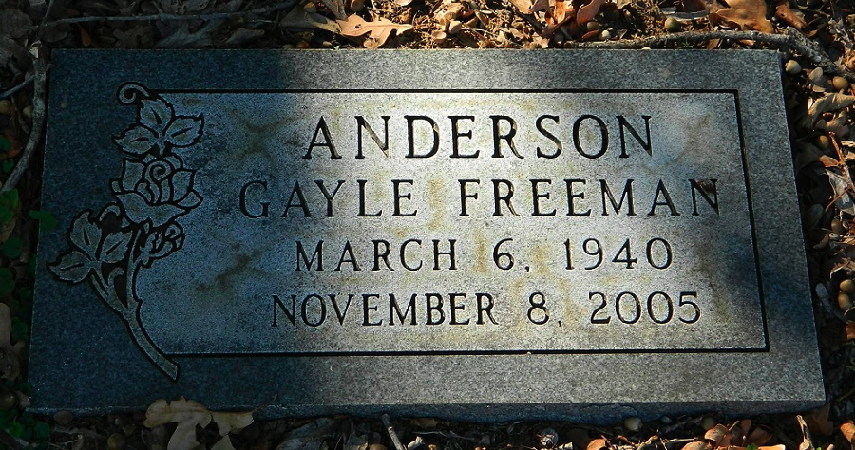 ANDERSON
GAYLE FREEMAN
MARCH 6, 1940
NOVEMBER 8, 2005